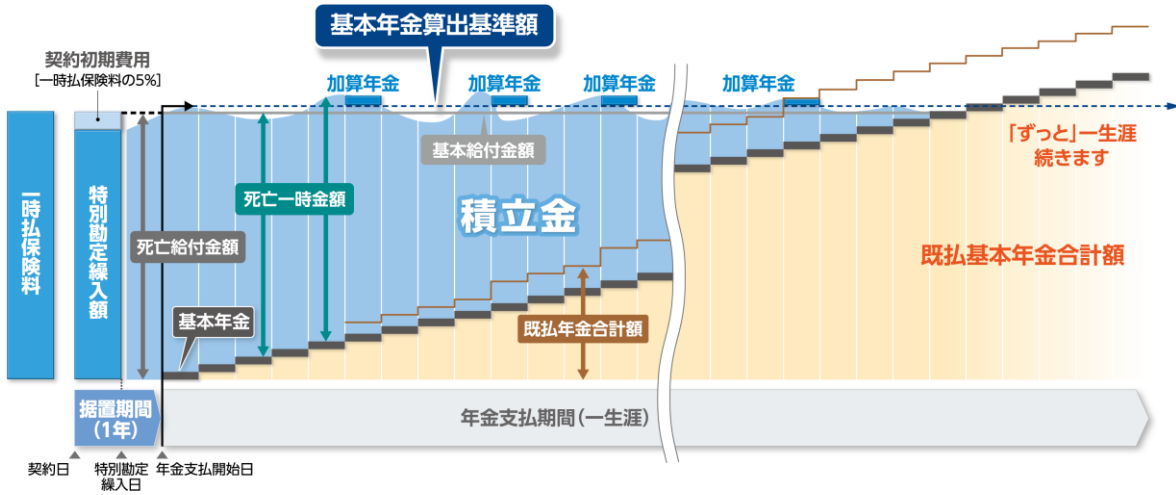 基本年金算出基準額
契約初期費用
[一時払保険料の5%]
加算年金
加算年金
加算年金
加算年金
基本給付金額
「ずっと」一生涯
続きます
一時払保険料
特別勘定繰入額
死亡給付金額
死亡一時金額
積立金
既払基本年金合計額
基本年金
既払年金合計額
据置期間
(1年)
年金支払期間(一生涯)
契約日
特別勘定
繰入日
年金支払開始日